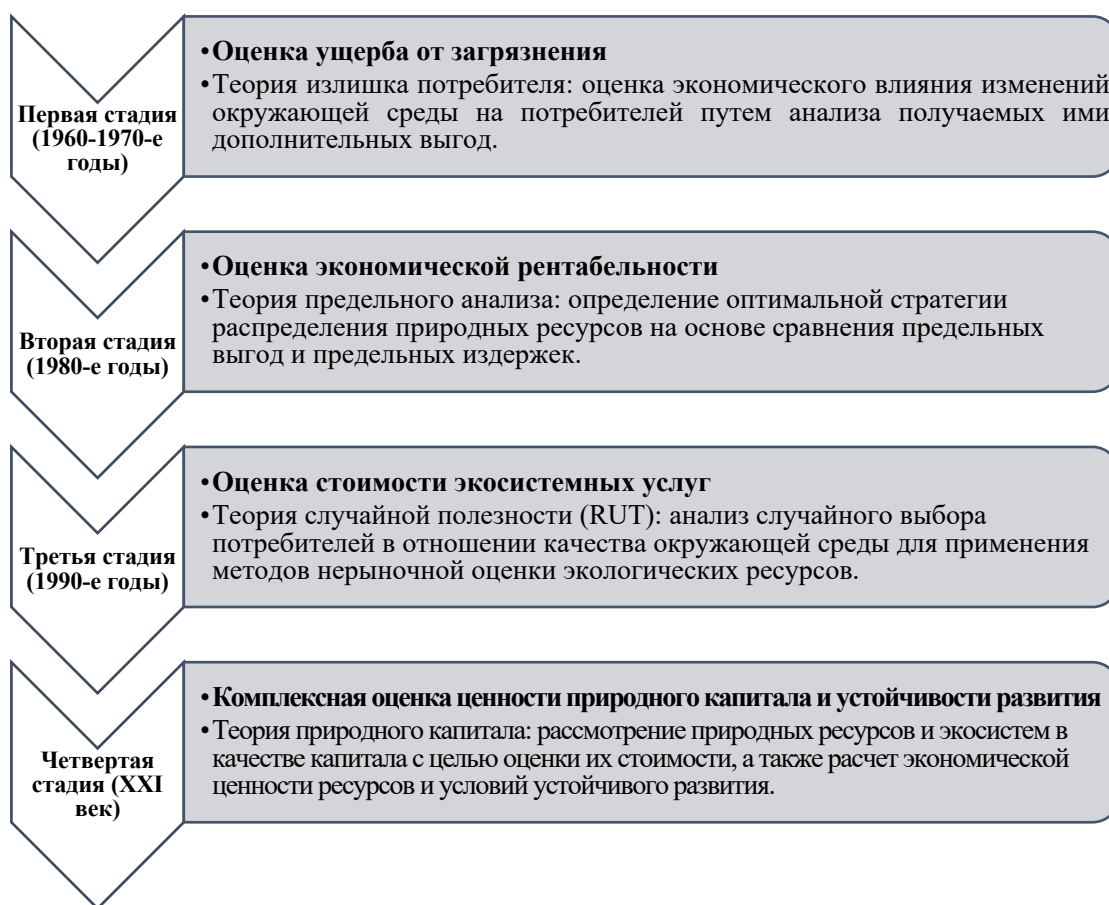 Первая стадия
(1960-1970-е
годы)
•Оценка ущерба от загрязнения
•Теория излишка потребителя: оценка экономического влияния изменений
окружающей среды на потребителей путем анализа получаемых ими
дополнительных выгод.
Вторая стадия
(1980-е годы)
•Оценка экономической рентабельности
•Теория предельного анализа: определение оптимальной стратегии
распределения природных ресурсов на основе сравнения предельных
выгод и предельных издержек.
Третья стадия
(1990-е годы)
•Оценка стоимости экосистемных услуг
•Теория случайной полезности (RUT): анализ случайного выбора
потребителей в отношении качества окружающей среды для применения
методов нерыночной оценки экологических ресурсов.
Четвертая
стадия (XXI
век)
•Комплексная оценка ценности природного капитала и устойчивости развития
•Теория природного капитала: рассмотрение природных ресурсов и экосистем в
качестве капитала с целью оценки их стоимости, а также расчет экономической
ценности ресурсов и условий устойчивого развития.